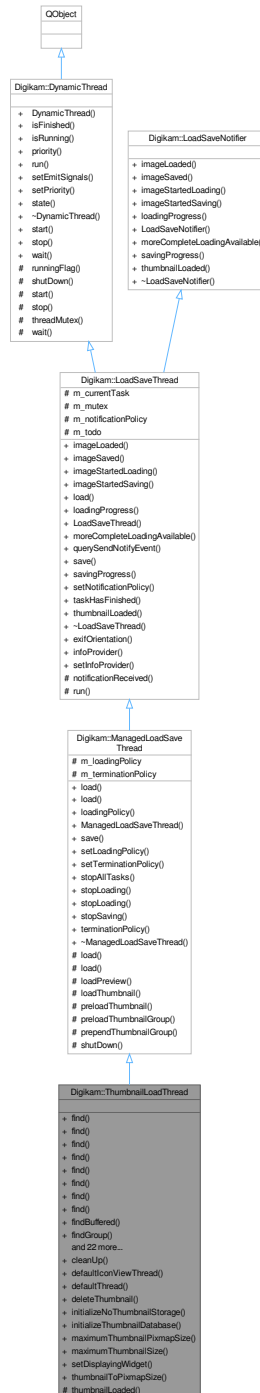 QObject
Digikam::DynamicThread
+ DynamicThread()
+ isFinished()
+ isRunning()
+ priority()
+ run()
+ setEmitSignals()
+ setPriority()
+ state()
+ ~DynamicThread()
+ start()
+ stop()
+ wait()
# runningFlag()
# shutDown()
# start()
# stop()
# threadMutex()
# wait()
Digikam::LoadSaveNotifier
+ imageLoaded()
+ imageSaved()
+ imageStartedLoading()
+ imageStartedSaving()
+ loadingProgress()
+ LoadSaveNotifier()
+ moreCompleteLoadingAvailable()
+ savingProgress()
+ thumbnailLoaded()
+ ~LoadSaveNotifier()
Digikam::LoadSaveThread
# m_currentTask
# m_mutex
# m_notificationPolicy
# m_todo
+ imageLoaded()
+ imageSaved()
+ imageStartedLoading()
+ imageStartedSaving()
+ load()
+ loadingProgress()
+ LoadSaveThread()
+ moreCompleteLoadingAvailable()
+ querySendNotifyEvent()
+ save()
+ savingProgress()
+ setNotificationPolicy()
+ taskHasFinished()
+ thumbnailLoaded()
+ ~LoadSaveThread()
+ exifOrientation()
+ infoProvider()
+ setInfoProvider()
# notificationReceived()
# run()
Digikam::ManagedLoadSave
Thread
# m_loadingPolicy
# m_terminationPolicy
+ load()
+ load()
+ loadingPolicy()
+ ManagedLoadSaveThread()
+ save()
+ setLoadingPolicy()
+ setTerminationPolicy()
+ stopAllTasks()
+ stopLoading()
+ stopLoading()
+ stopSaving()
+ terminationPolicy()
+ ~ManagedLoadSaveThread()
# load()
# load()
# loadPreview()
# loadThumbnail()
# preloadThumbnail()
# preloadThumbnailGroup()
# prependThumbnailGroup()
# shutDown()
Digikam::ThumbnailLoadThread
+ find()
+ find()
+ find()
+ find()
+ find()
+ find()
+ find()
+ find()
+ findBuffered()
+ findGroup()
and 22 more...
+ cleanUp()
+ defaultIconViewThread()
+ defaultThread()
+ deleteThumbnail()
+ initializeNoThumbnailStorage()
+ initializeThumbnailDatabase()
+ maximumThumbnailPixmapSize()
+ maximumThumbnailSize()
+ setDisplayingWidget()
+ thumbnailToPixmapSize()
# thumbnailLoaded()